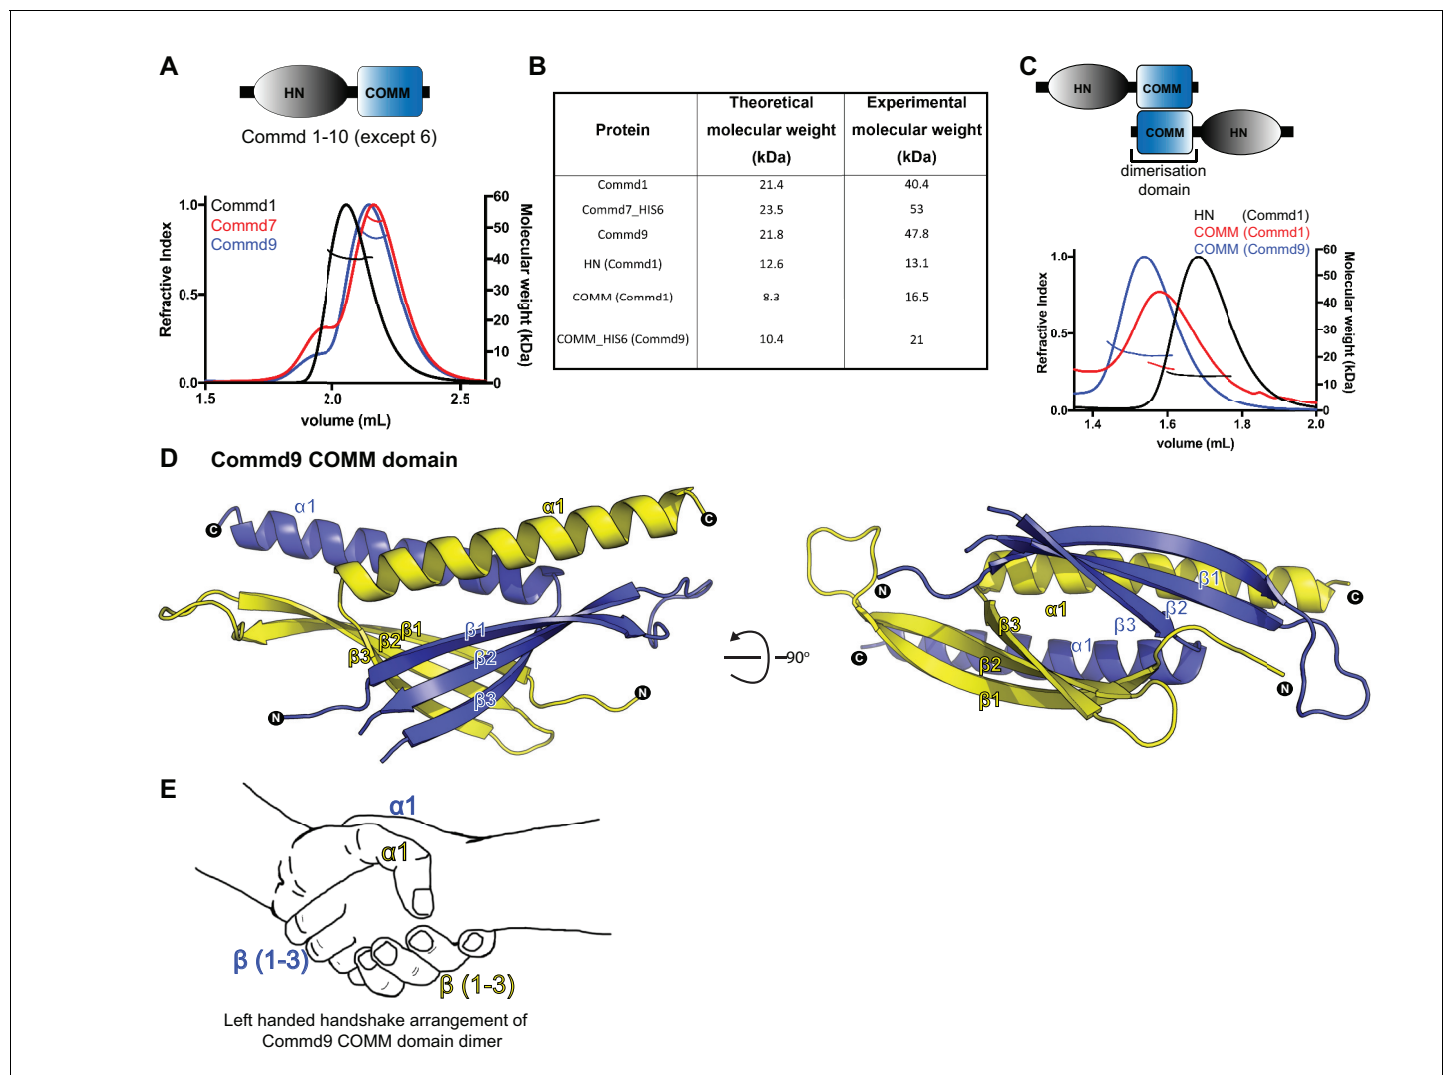 A
HN
COMM
Commd 1-10 (except 6)
Commd1
Commd7
Commd9
1.0
0.5
0.0
Refractive Index
60
50
40
30
20
10
0
Molecular weight (kDa)
1.5
2.0
2.5
volume (mL)
B
Protein
Theoretical molecular weight (kDa)
Experimental molecular weight (kDa)
Commd1 21.4 40.4
Commd7_HIS6 23.5 53
Commd9 21.8 47.8
HN (Commd1) 12.6 13.1
COMM (Commd1) 8.3 16.5
COMM_HIS6 (Commd9) 10.4 21
C
HN
COMM
COMM
HN
dimerisation
domain
HN (Commd1)
COMM (Commd1)
COMM (Commd9)
1.0
0.5
0.0
Refractive Index
60
50
40
30
20
10
0
Molecular weight (kDa)
1.4
1.6
1.8
2.0
volume (mL)
D Commd9 COMM domain
α1
α1
C
C
β1
β2
β3
β1
β2
β3
N
N
90°
N
β1
α1
β3
β2
β3
α1
β2
β1
C
C
N
E
α1
α1
β (1-3)
β (1-3)
Left handed handshake arrangement of
Commd9 COMM domain dimer